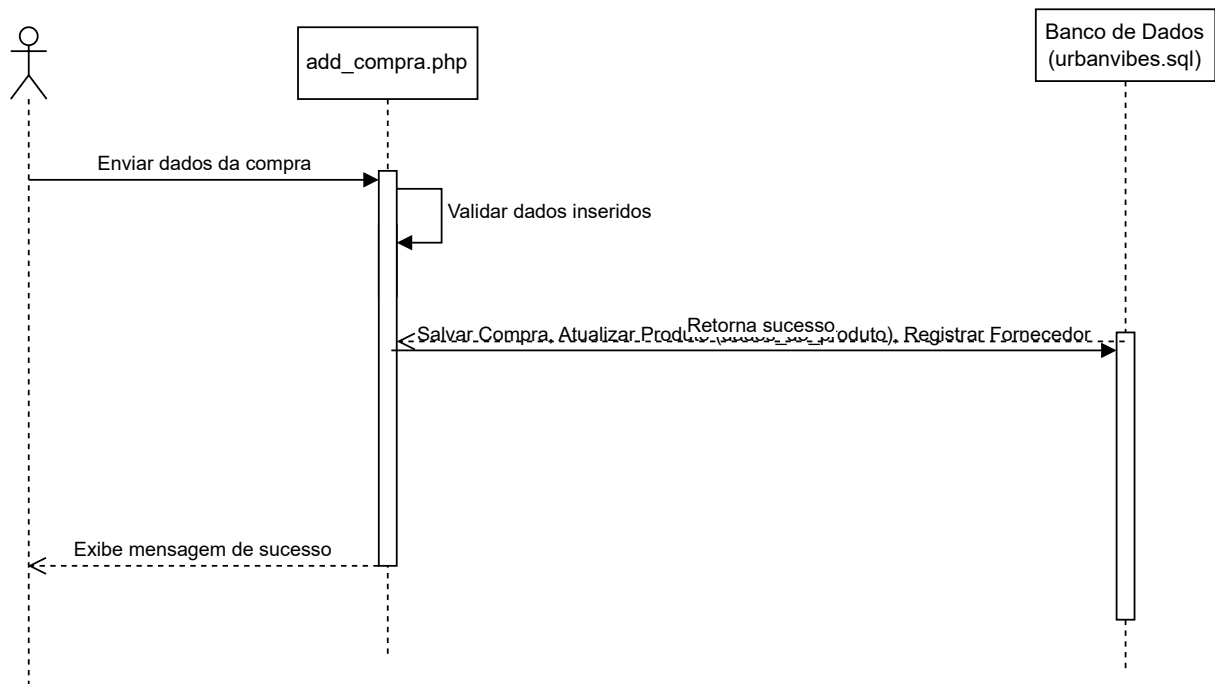 add_compra.php
Banco de Dados
(urbanvibes.sql)
Enviar dados da compra
Validar dados inseridos
Retorna sucesso
Salvar Compra, Atualizar Produto (dados_do_produto), Registrar Fornecedor
Exibe mensagem de sucesso